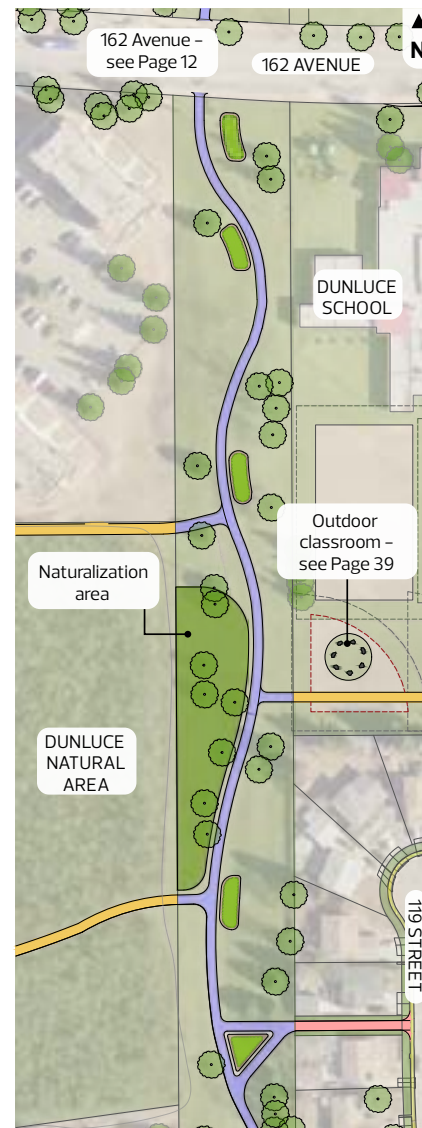 162 Avenue –
see Page 12
162 AVENUE
N
DUNLUCE
SCHOOL
Outdoor
classroom –
see Page 39
Naturalization
area
DUNLUCE
NATURAL
AREA
119 STREET